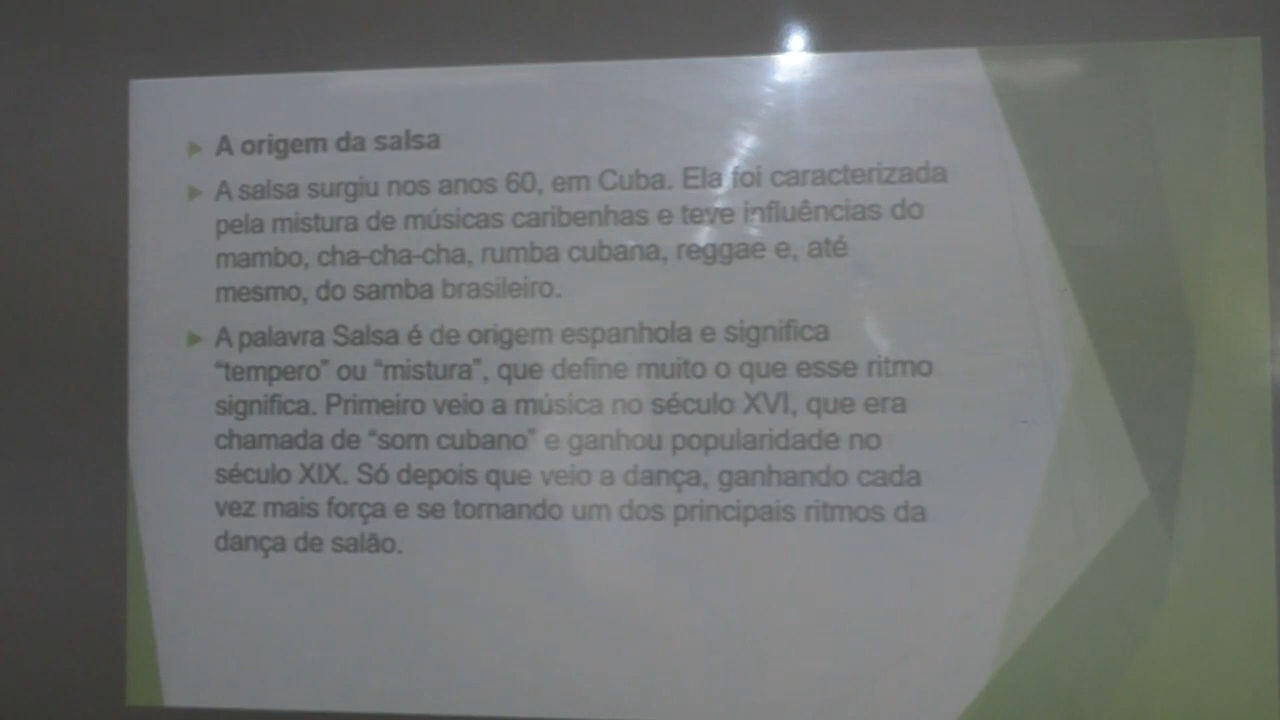 A origem da salsa
A salsa surgiu nos anos 60, em Cuba. Ela foi caracterizada
pela mistura de músicas caribenhas e teve influências do
mambo, cha-cha-cha, rumba cubana, reggae e, até
mesmo, do samba brasileiro.
A palavra Salsa é de origem espanhola e significa
“tempero” ou “mistura”, que define muito o que esse ritmo
significa. Primeiro veio a música no século XVI, que era
chamada de “som cubano” e ganhou popularidade no
século XIX. Só depois que veio a dança, ganhando cada
vez mais força e se tornando um dos principais ritmos da
dança de salão.